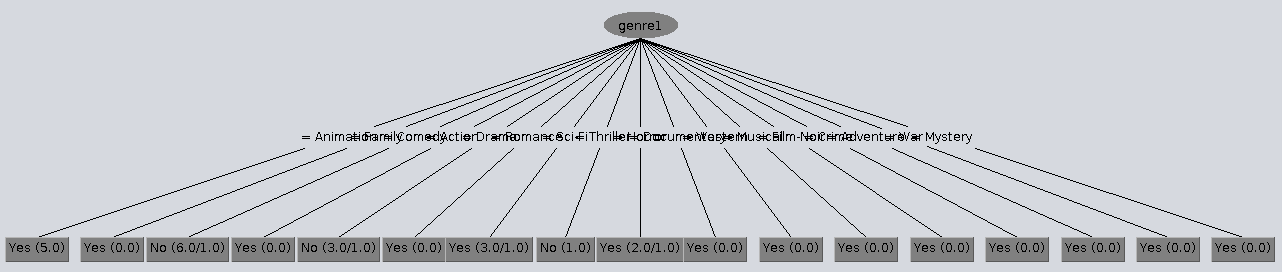 genre1
= Animation = Family = Comedy = Action = Drama = Romance = Sci-Fi = Thriller = Horror = Documentary = Western = Musical = Film-Noir = Crime = Adventure = War = Mystery
Yes (5.0) Yes (0.0) No (6.0/1.0) Yes (0.0) No (3.0/1.0) Yes (0.0) Yes (3.0/1.0) No (1.0) Yes (2.0/1.0) Yes (0.0) Yes (0.0) Yes (0.0) Yes (0.0) Yes (0.0) Yes (0.0) Yes (0.0) Yes (0.0)